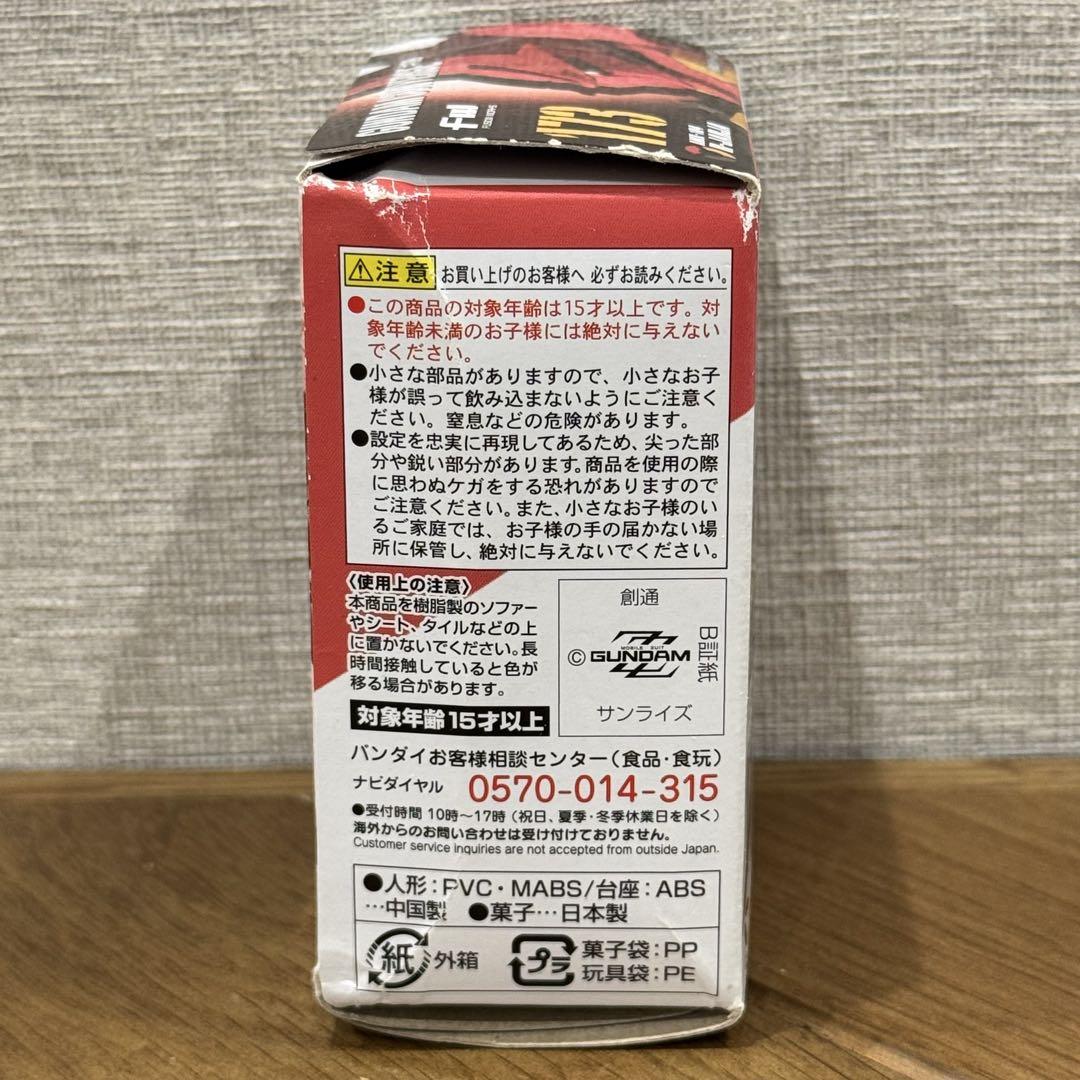 173
注意 お買い上げのお客様へ 必ずお読みください。
●この商品の対象年齢は15才以上です。対
象年齢未満のお子様には絶対に与えない
でください。
●小さな部品がありますので、小さなお子
様が誤って飲み込まないようにご注意く
ださい。窒息などの危険があります。
●設定を忠実に再現してあるため、尖った部
分や鋭い部分があります。商品を使用の際
に思わぬケガをする恐れがありますので
ご注意ください。また、小さなお子様のい
るご家庭では、お子様の手の届かない場
所に保管し、絶対に与えないでください。
〈使用上の注意〉
本商品を樹脂製のソファー
やシート、タイルなどの上
に置かないでください。長
時間接触していると色が
移る場合があります。
対象年齢15才以上
創通
© MOBILE SUIT GUNDAM
サンライズ
B証紙
バンダイお客様相談センター(食品・食玩)
ナビダイヤル 0570-014-315
●受付時間 10時〜17時(祝日、夏季・冬季休業日を除く)
海外からのお問い合わせは受け付けておりません。
Customer service inquiries are not accepted from outside Japan.
●人形:PVC・MABS/台座:ABS
…中国製 ●菓子…日本製
紙 外箱
プラ 菓子袋:PP
玩具袋:PE